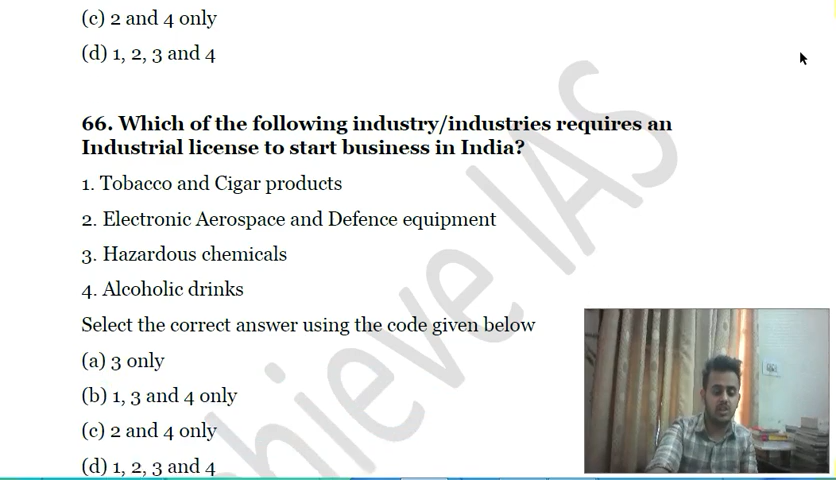 (c) 2 and 4 only
(d) 1, 2, 3 and 4
66. Which of the following industry/industries requires an
Industrial license to start business in India?
1. Tobacco and Cigar products
2. Electronic Aerospace and Defence equipment
3. Hazardous chemicals
4. Alcoholic drinks
Select the correct answer using the code given below
(a) 3 only
(b) 1, 3 and 4 only
(c) 2 and 4 only
(d) 1, 2, 3 and 4
hieve IAS